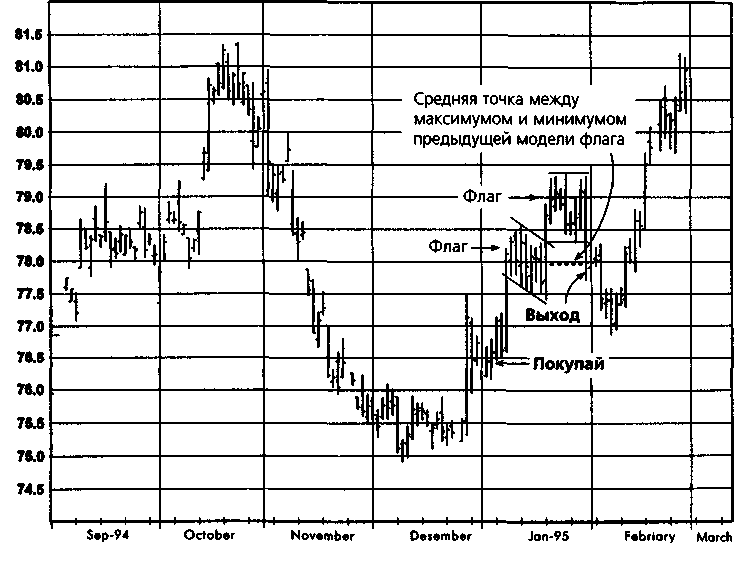 81.5
81.0
80.5
80.0
79.5
79.0
78.5
78.0
77.5
77.0
76.5
76.0
75.5
75.0
74.5
Средняя точка между
максимумом и минимумом
предыдущей модели флага
Флаг
Флаг
Выход
Покупай
Sep-94 October November Desember Jan-95 February March